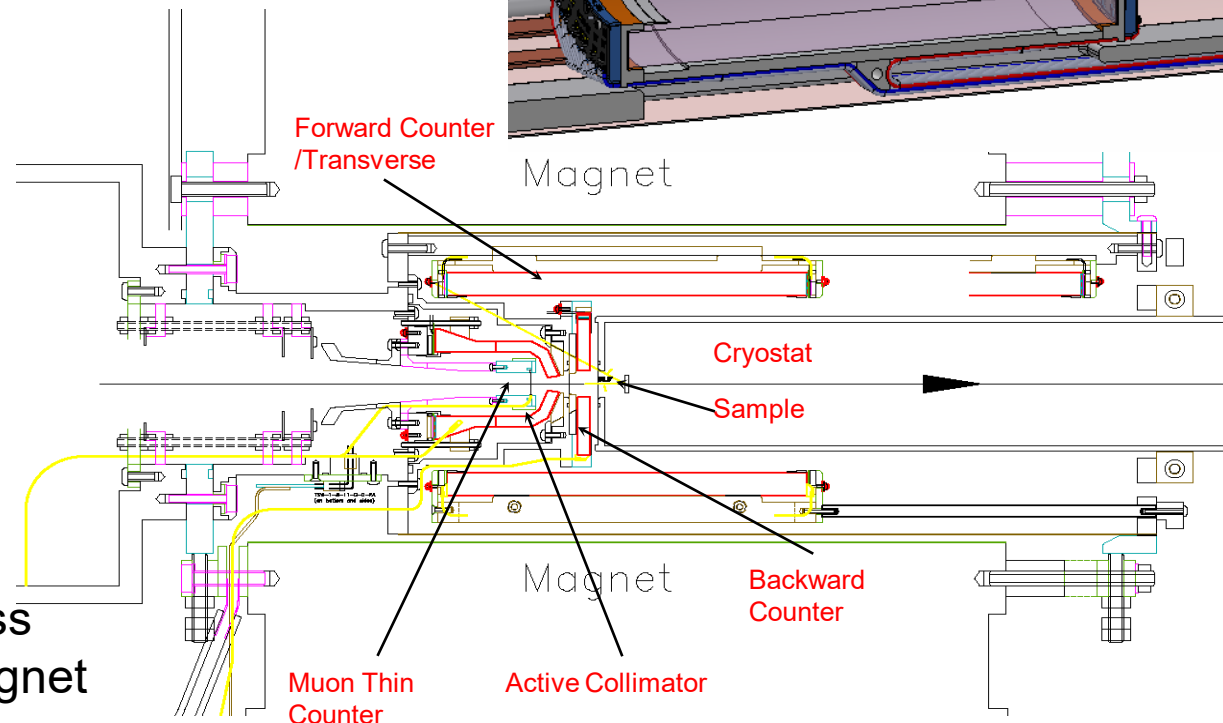 Forward Counter
/Transverse
Magnet
Cryostat
Sample
Magnet
Backward
Counter
ss
gnet
Muon Thin
Counter
Active Collimator